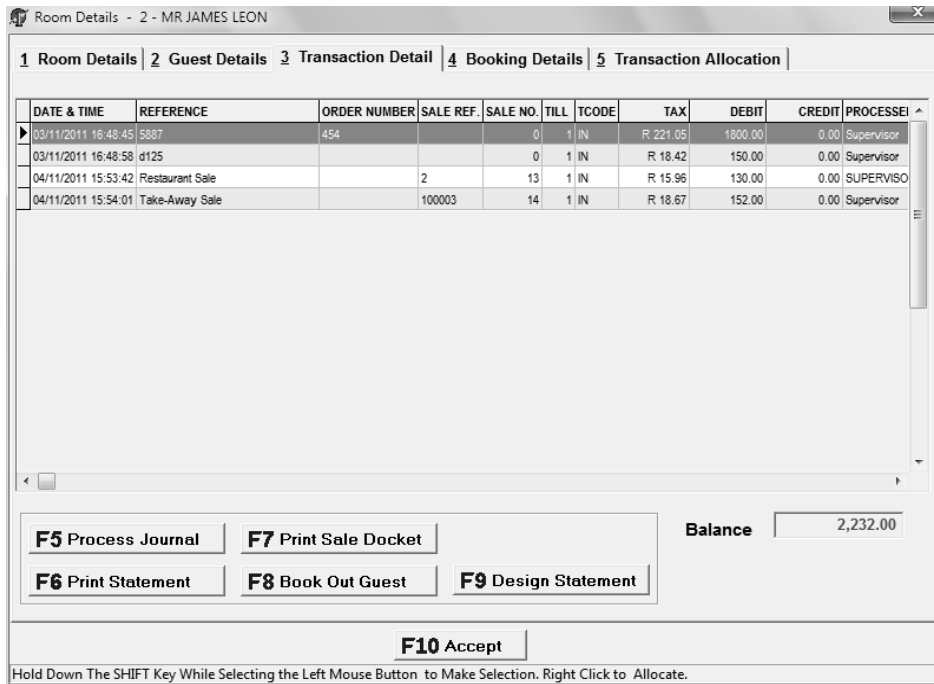 Room Details - 2 - MR JAMES LEON
1 Room Details 2 Guest Details 3 Transaction Detail 4 Booking Details 5 Transaction Allocation
DATE & TIME REFERENCE ORDER NUMBER SALE REF. SALE NO. TILL TCODE TAX DEBIT CREDIT PROCESSEI
03/11/2011 16:48:45 5887 454 0 1 IN R 221.05 1800.00 0.00 Supervisor
03/11/2011 16:48:58 d125 0 1 IN R 18.42 150.00 0.00 Supervisor
04/11/2011 15:53:42 Restaurant Sale 2 13 1 IN R 15.96 130.00 0.00 SUPERVISO
04/11/2011 15:54:01 Take-Away Sale 100003 14 1 IN R 18.67 152.00 0.00 Supervisor
F5 Process Journal F7 Print Sale Docket Balance 2,232.00
F6 Print Statement F8 Book Out Guest F9 Design Statement
F10 Accept
Hold Down The SHIFT Key While Selecting the Left Mouse Button to Make Selection. Right Click to Allocate.